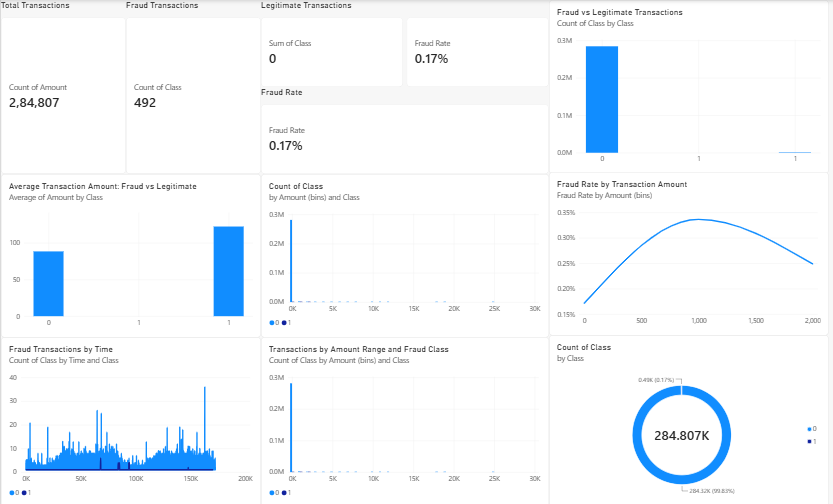 Total Transactions
Count of Amount
2,84,807
Fraud Transactions
Count of Class
492
Legitimate Transactions
Sum of Class
0
Fraud Rate
0.17%
Fraud Rate
Fraud Rate
0.17%
Fraud vs Legitimate Transactions
Count of Class by Class
0.3M
0.2M
0.1M
0.0M
0 1 1
Average Transaction Amount: Fraud vs Legitimate
Average of Amount by Class
100
50
0
0 1 1
Count of Class
by Amount (bins) and Class
0.3M
0.2M
0.1M
0.0M
0K 5K 10K 15K 20K 25K 30K
0 1
Fraud Rate by Transaction Amount
Fraud Rate by Amount (bins)
0.35%
0.30%
0.25%
0.20%
0.15%
0 500 1,000 1,500 2,000
Fraud Transactions by Time
Count of Class by Time and Class
40
30
20
10
0
0K 50K 100K 150K 200K
0 1
Transactions by Amount Range and Fraud Class
Count of Class by Amount (bins) and Class
0.3M
0.2M
0.1M
0.0M
0K 5K 10K 15K 20K 25K 30K
0 1
Count of Class
by Class
0.49K (0.17%)
284.807K
284.32K (99.83%)
0
1